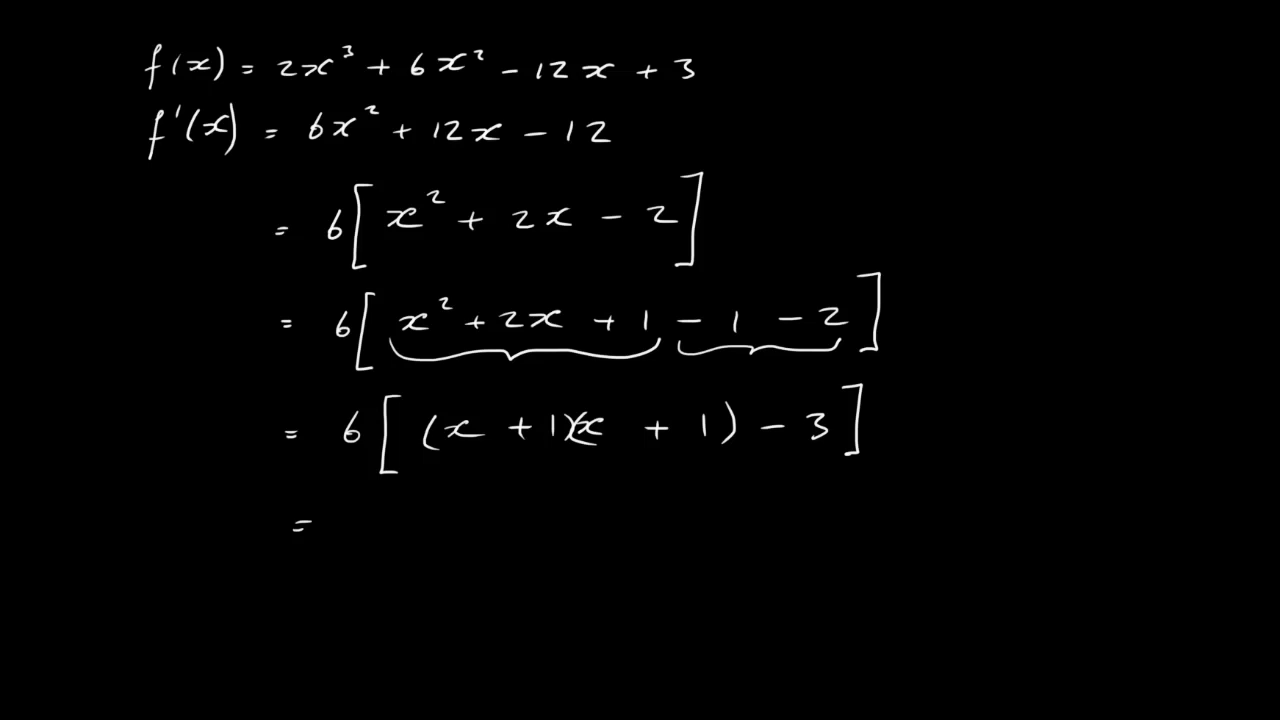 f(x) = 2x³ + 6x² - 12x + 3
f'(x) = 6x² + 12x - 12
= 6[x² + 2x - 2]
= 6[x² + 2x + 1 - 1 - 2]
= 6[(x + 1)(x + 1) - 3]
=